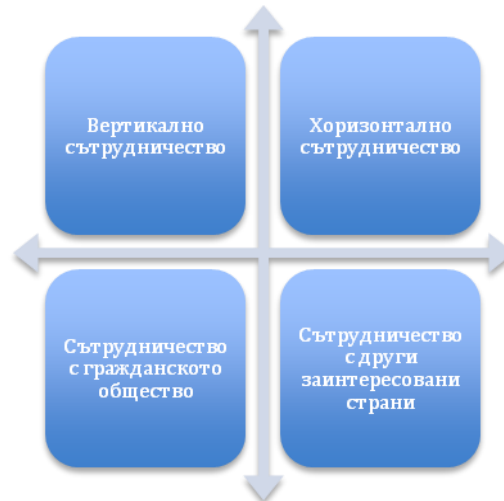 Вертикално
сътрудничество
Хоризонтално
сътрудничество
Сътрудничество
с гражданското
общество
Сътрудничество
с други
заинтересовани
страни